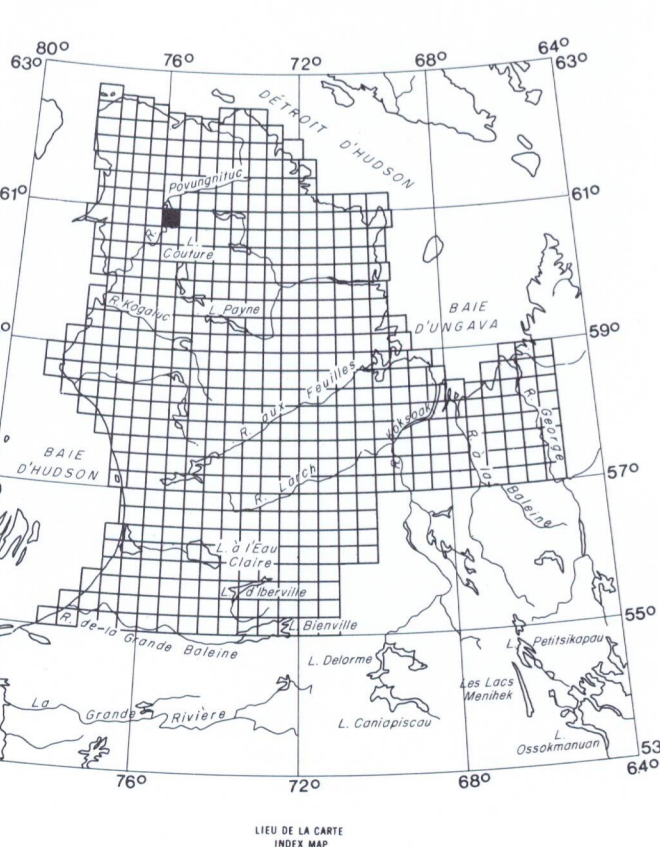 80°
76°
72°
68°
64°
63°
63°
DÉTROIT D'HUDSON
Povungnituc
61°
61°
R.
L.
Couture
R. Kogaluc
L. Payne
BAIE
D'UNGAVA
°
59°
R. aux Feuilles
Koksoak
R.
R. George
BAIE
D'HUDSON
R. Larch
R. à la
Baleine
57°
L. à l'Eau
Claire
L. d'Iberville
R. de-la Grande Baleine
L. Bienville
55°
L. Delorme
L. Petitsikapau
Les Lacs
Menihek
La Grande Rivière
L. Caniapiscau
L.
Ossokmanuan
53
76°
72°
68°
64°
LIEU DE LA CARTE
INDEX MAP